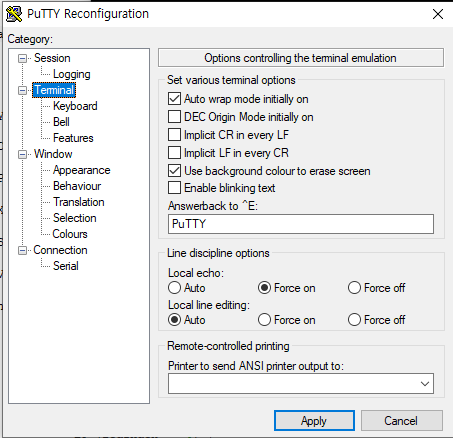 PuTTY Reconfiguration
Category:
Session
Logging
Terminal
Keyboard
Bell
Features
Window
Appearance
Behaviour
Translation
Selection
Colours
Connection
Serial
Options controlling the terminal emulation
Set various terminal options
Auto wrap mode initially on
DEC Origin Mode initially on
Implicit CR in every LF
Implicit LF in every CR
Use background colour to erase screen
Enable blinking text
Answerback to ^E:
PuTTY
Line discipline options
Local echo:
Auto Force on Force off
Local line editing:
Auto Force on Force off
Remote-controlled printing
Printer to send ANSI printer output to:
Apply Cancel